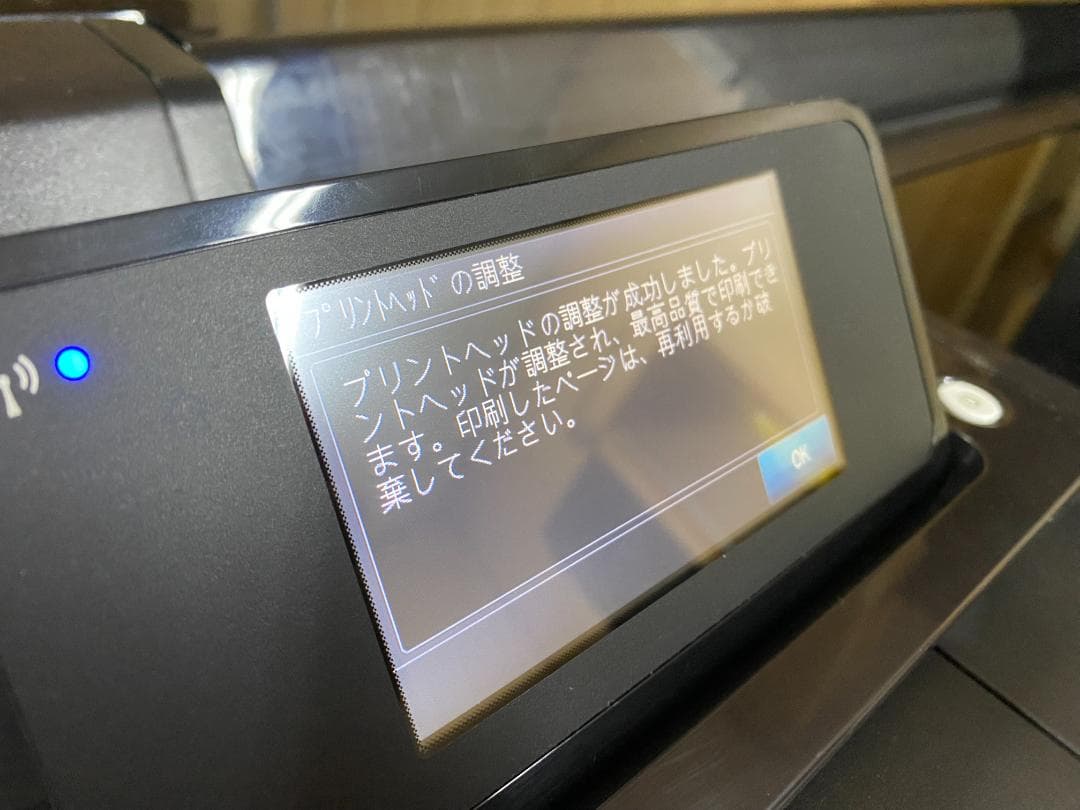 プリントヘッドの調整
プリントヘッドの調整が成功しました。プリ
ントヘッドが調整され、最高品質で印刷でき
ます。印刷したページは、再利用するか破
棄してください。
OK